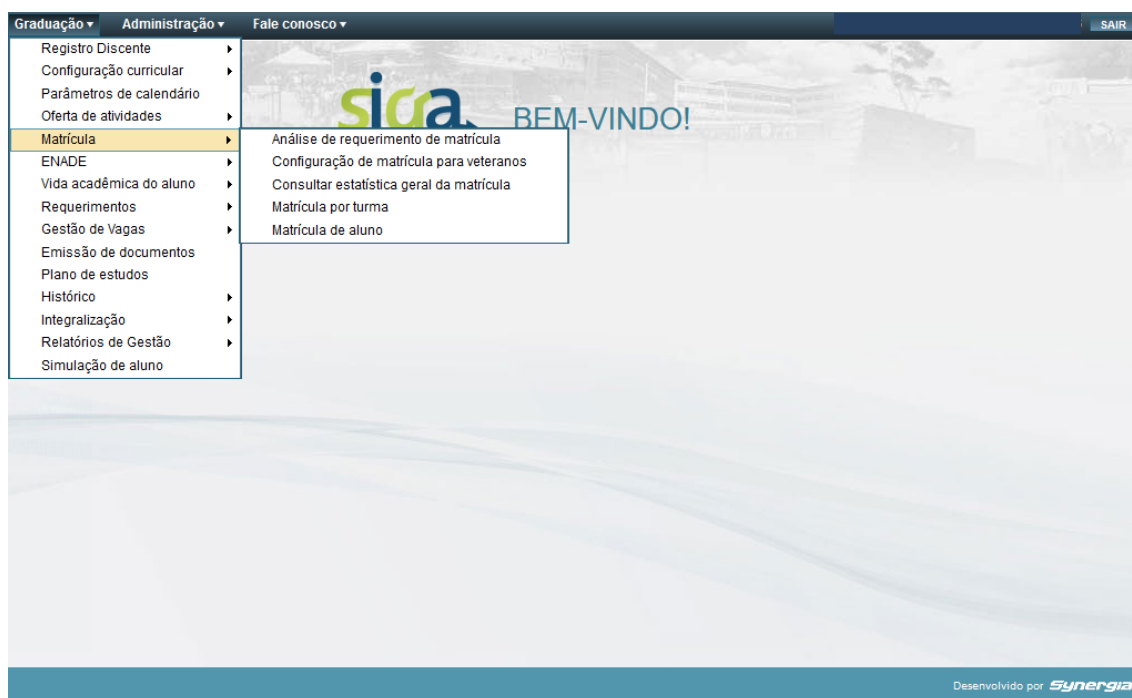 Graduação ▾ Administração ▾ Fale conosco ▾ SAIR
Registro Discente
Configuração curricular
Parâmetros de calendário
Oferta de atividades
Matrícula
ENADE
Vida acadêmica do aluno
Requerimentos
Gestão de Vagas
Emissão de documentos
Plano de estudos
Histórico
Integralização
Relatórios de Gestão
Simulação de aluno
siga BEM-VINDO!
Análise de requerimento de matrícula
Configuração de matrícula para veteranos
Consultar estatística geral da matrícula
Matrícula por turma
Matrícula de aluno
Desenvolvido por Synergia